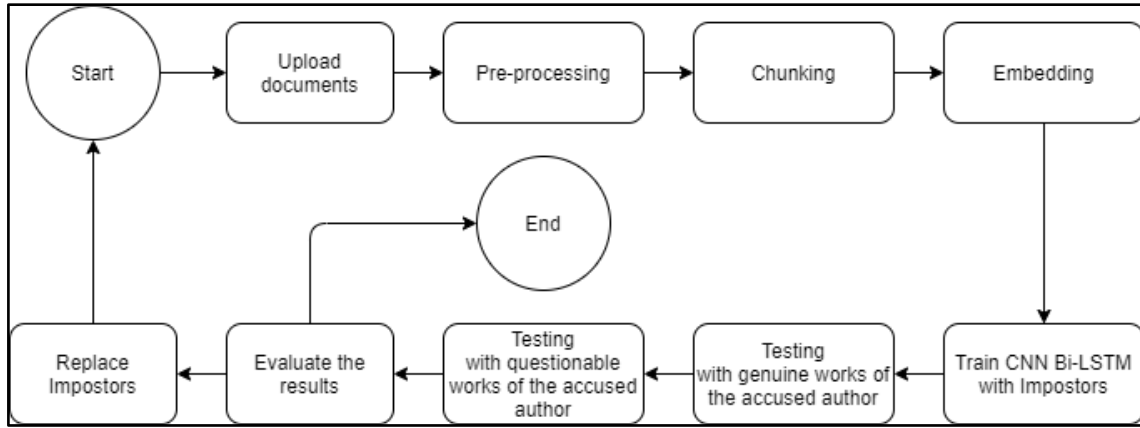 Start
Upload
documents
Pre-processing
Chunking
Embedding
End
Replace
Impostors
Evaluate the
results
Testing
with questionable
works of the accused
author
Testing
with genuine works of
the accused author
Train CNN Bi-LSTM
with Impostors